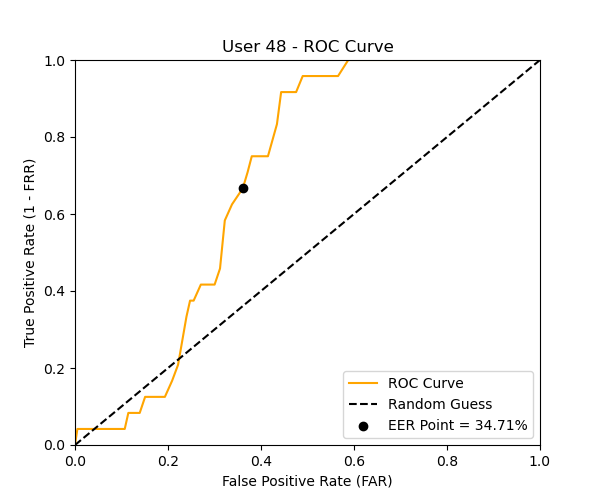 User 48 - ROC Curve
True Positive Rate (1 - FRR)
1.0
0.8
0.6
0.4
0.2
0.0
0.0 0.2 0.4 0.6 0.8 1.0
False Positive Rate (FAR)
ROC Curve
Random Guess
EER Point = 34.71%